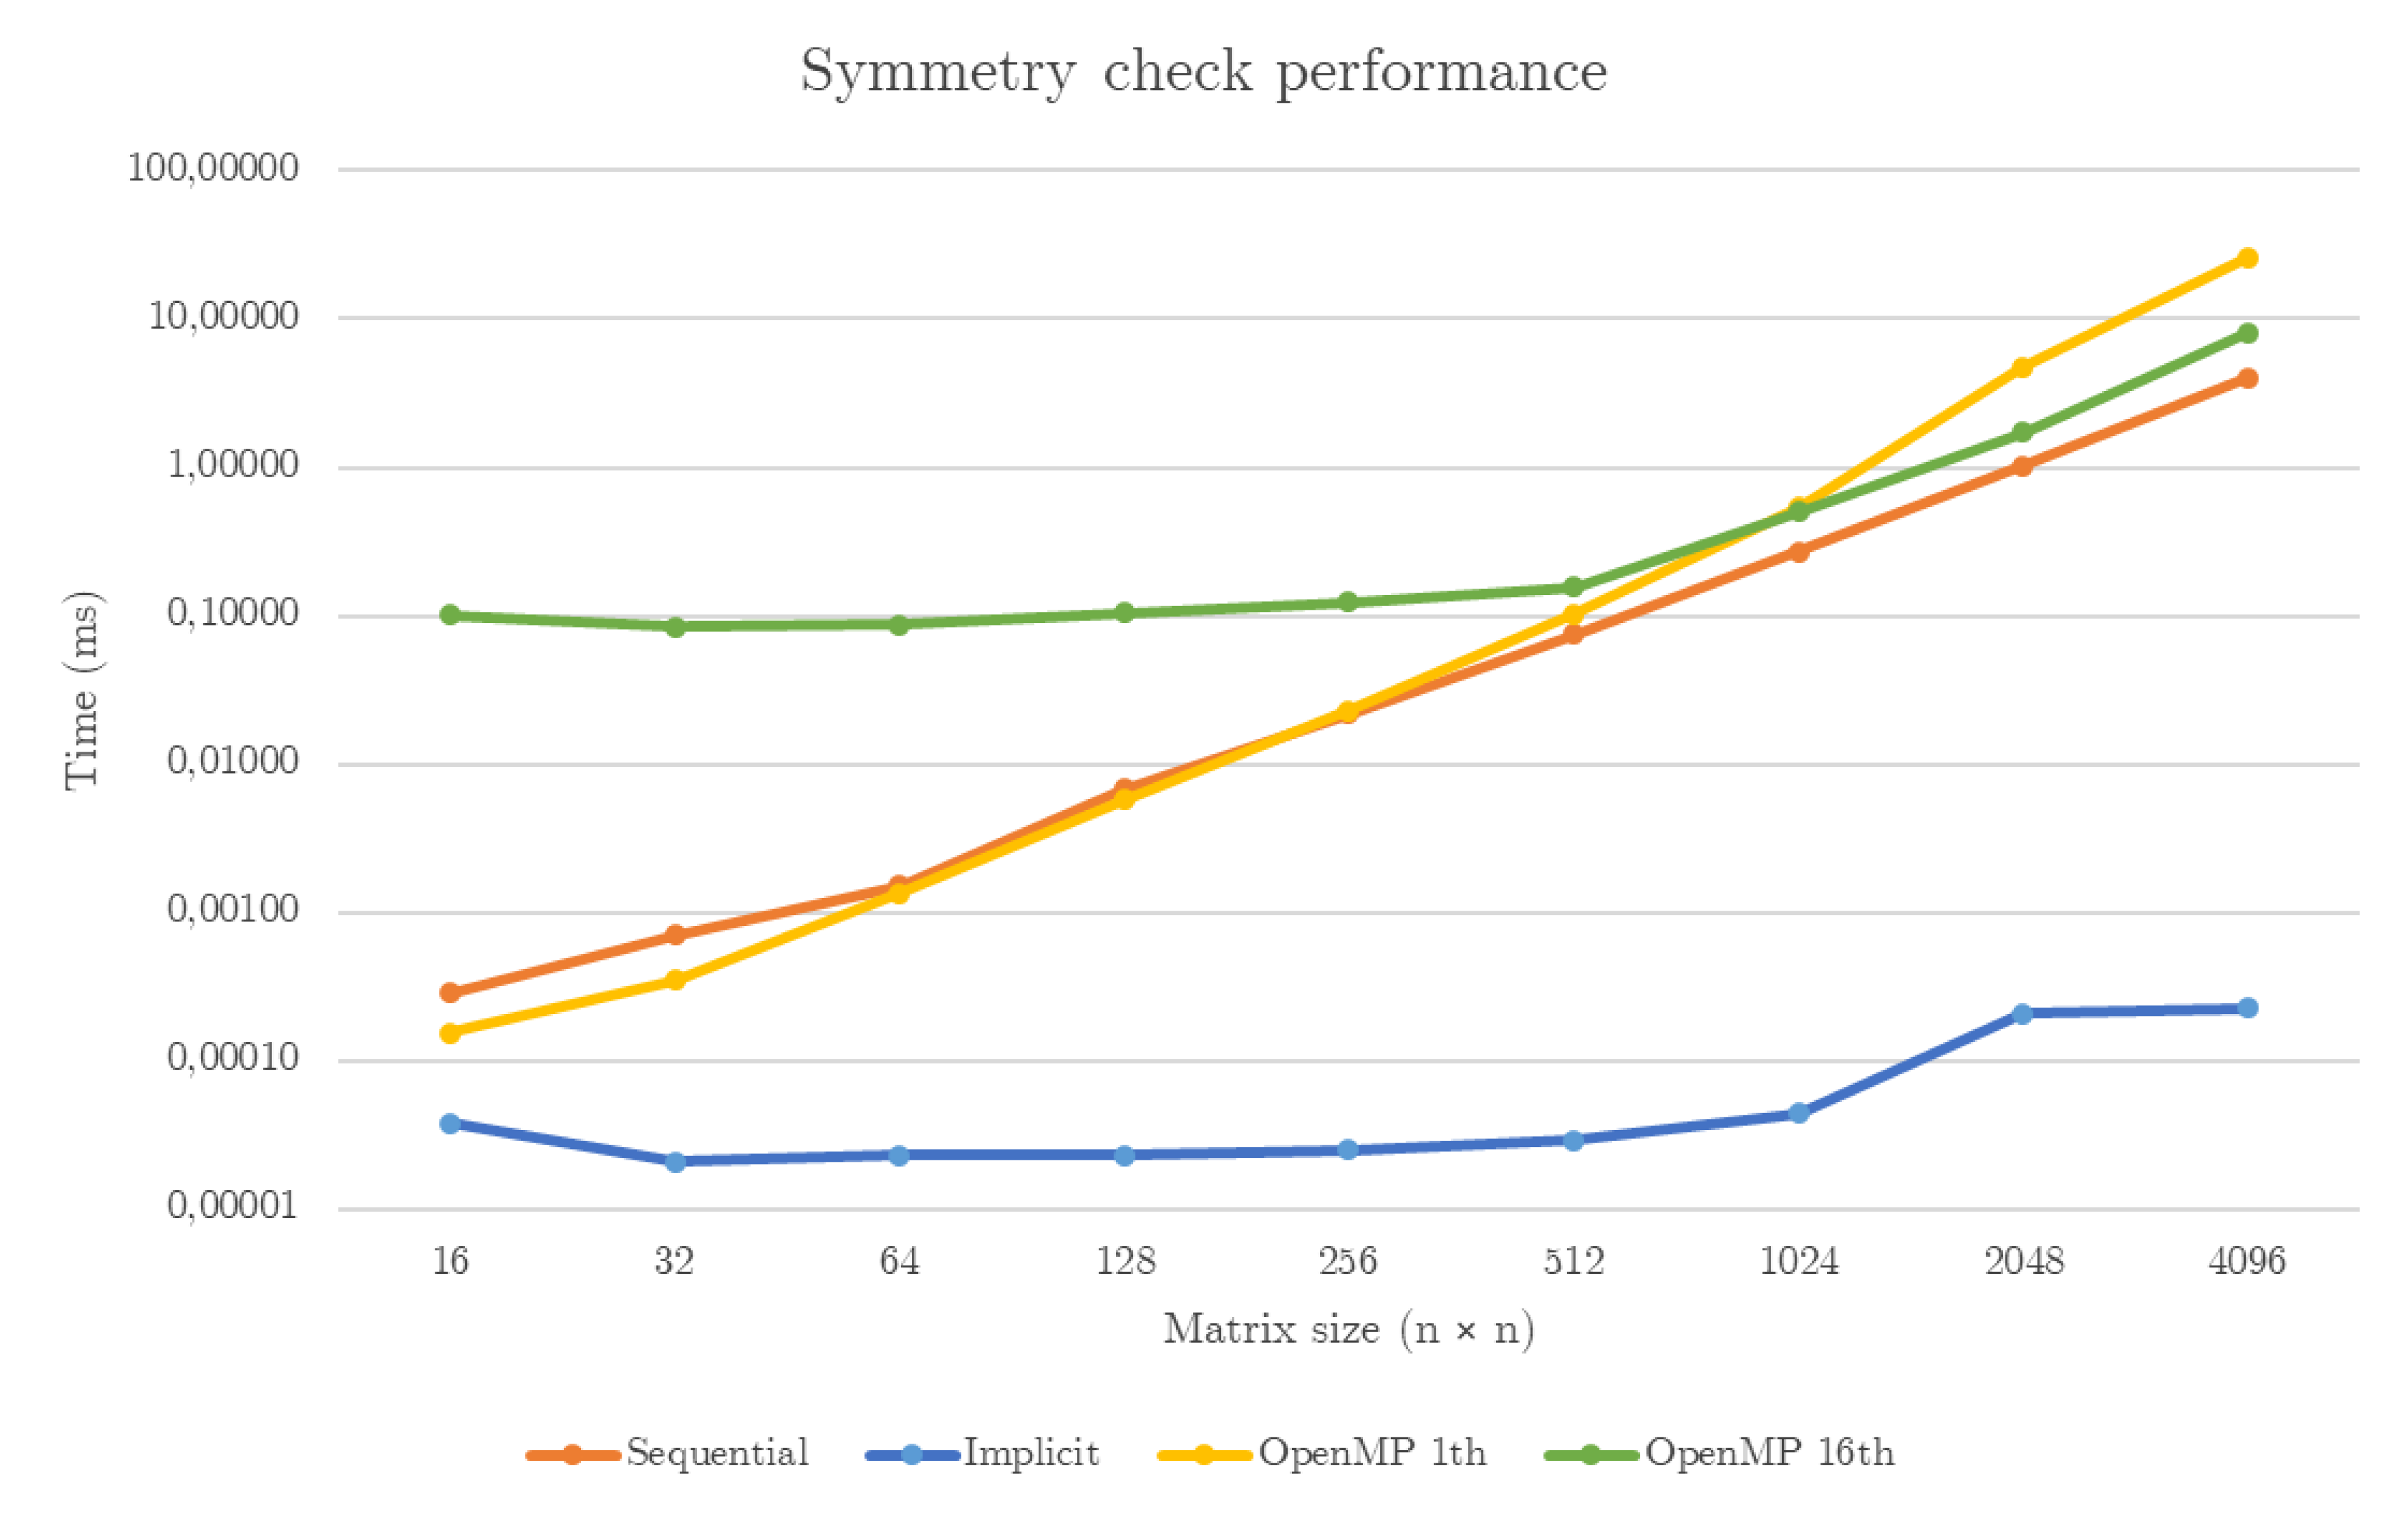 Symmetry check performance
100,00000
10,00000
1,00000
0,10000
0,01000
0,00100
0,00010
0,00001
Time (ms)
16 32 64 128 256 512 1024 2048 4096
Matrix size (n × n)
Sequential Implicit OpenMP 1th OpenMP 16th